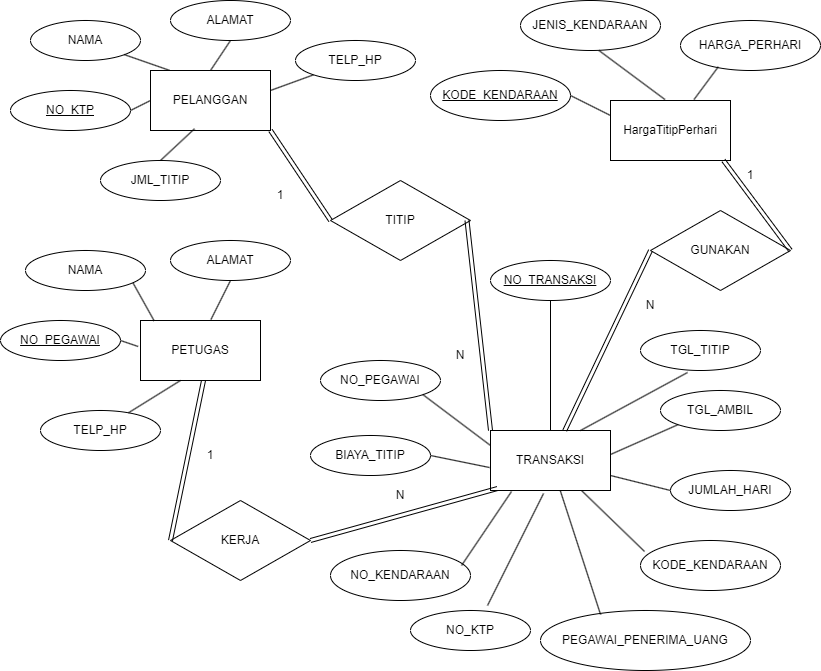 ALAMAT
NAMA
TELP_HP
NO_KTP
PELANGGAN
JML_TITIP
JENIS_KENDARAAN
HARGA_PERHARI
KODE_KENDARAAN
HargaTitipPerhari
1
1
TITIP
GUNAKAN
NAMA
ALAMAT
NO_TRANSAKSI
N
NO_PEGAWAI
PETUGAS
N
TGL_TITIP
NO_PEGAWAI
TGL_AMBIL
TELP_HP
1
BIAYA_TITIP
TRANSAKSI
N
JUMLAH_HARI
KERJA
NO_KENDARAAN
KODE_KENDARAAN
NO_KTP
PEGAWAI_PENERIMA_UANG